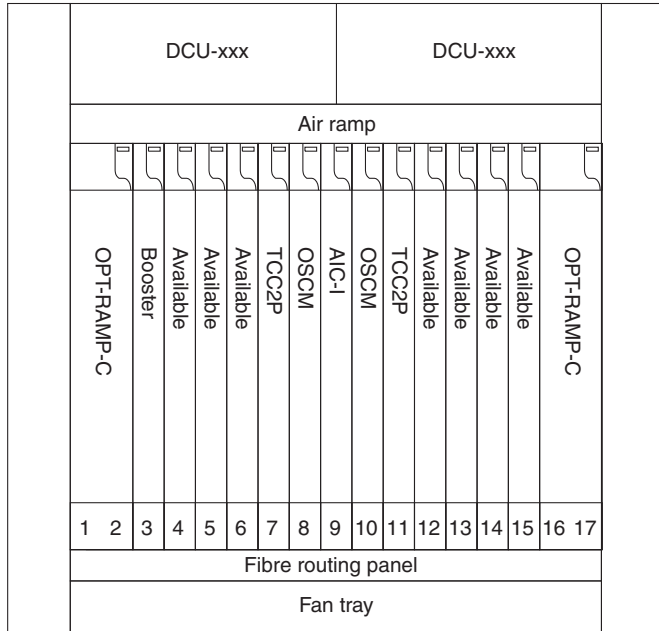 DCU-xxx DCU-xxx
Air ramp
OPT-RAMP-C
Booster
Available
Available
Available
TCC2P
OSCM
AIC-I
OSCM
TCC2P
Available
Available
Available
Available
OPT-RAMP-C
1 2 3 4 5 6 7 8 9 10 11 12 13 14 15 16 17
Fibre routing panel
Fan tray